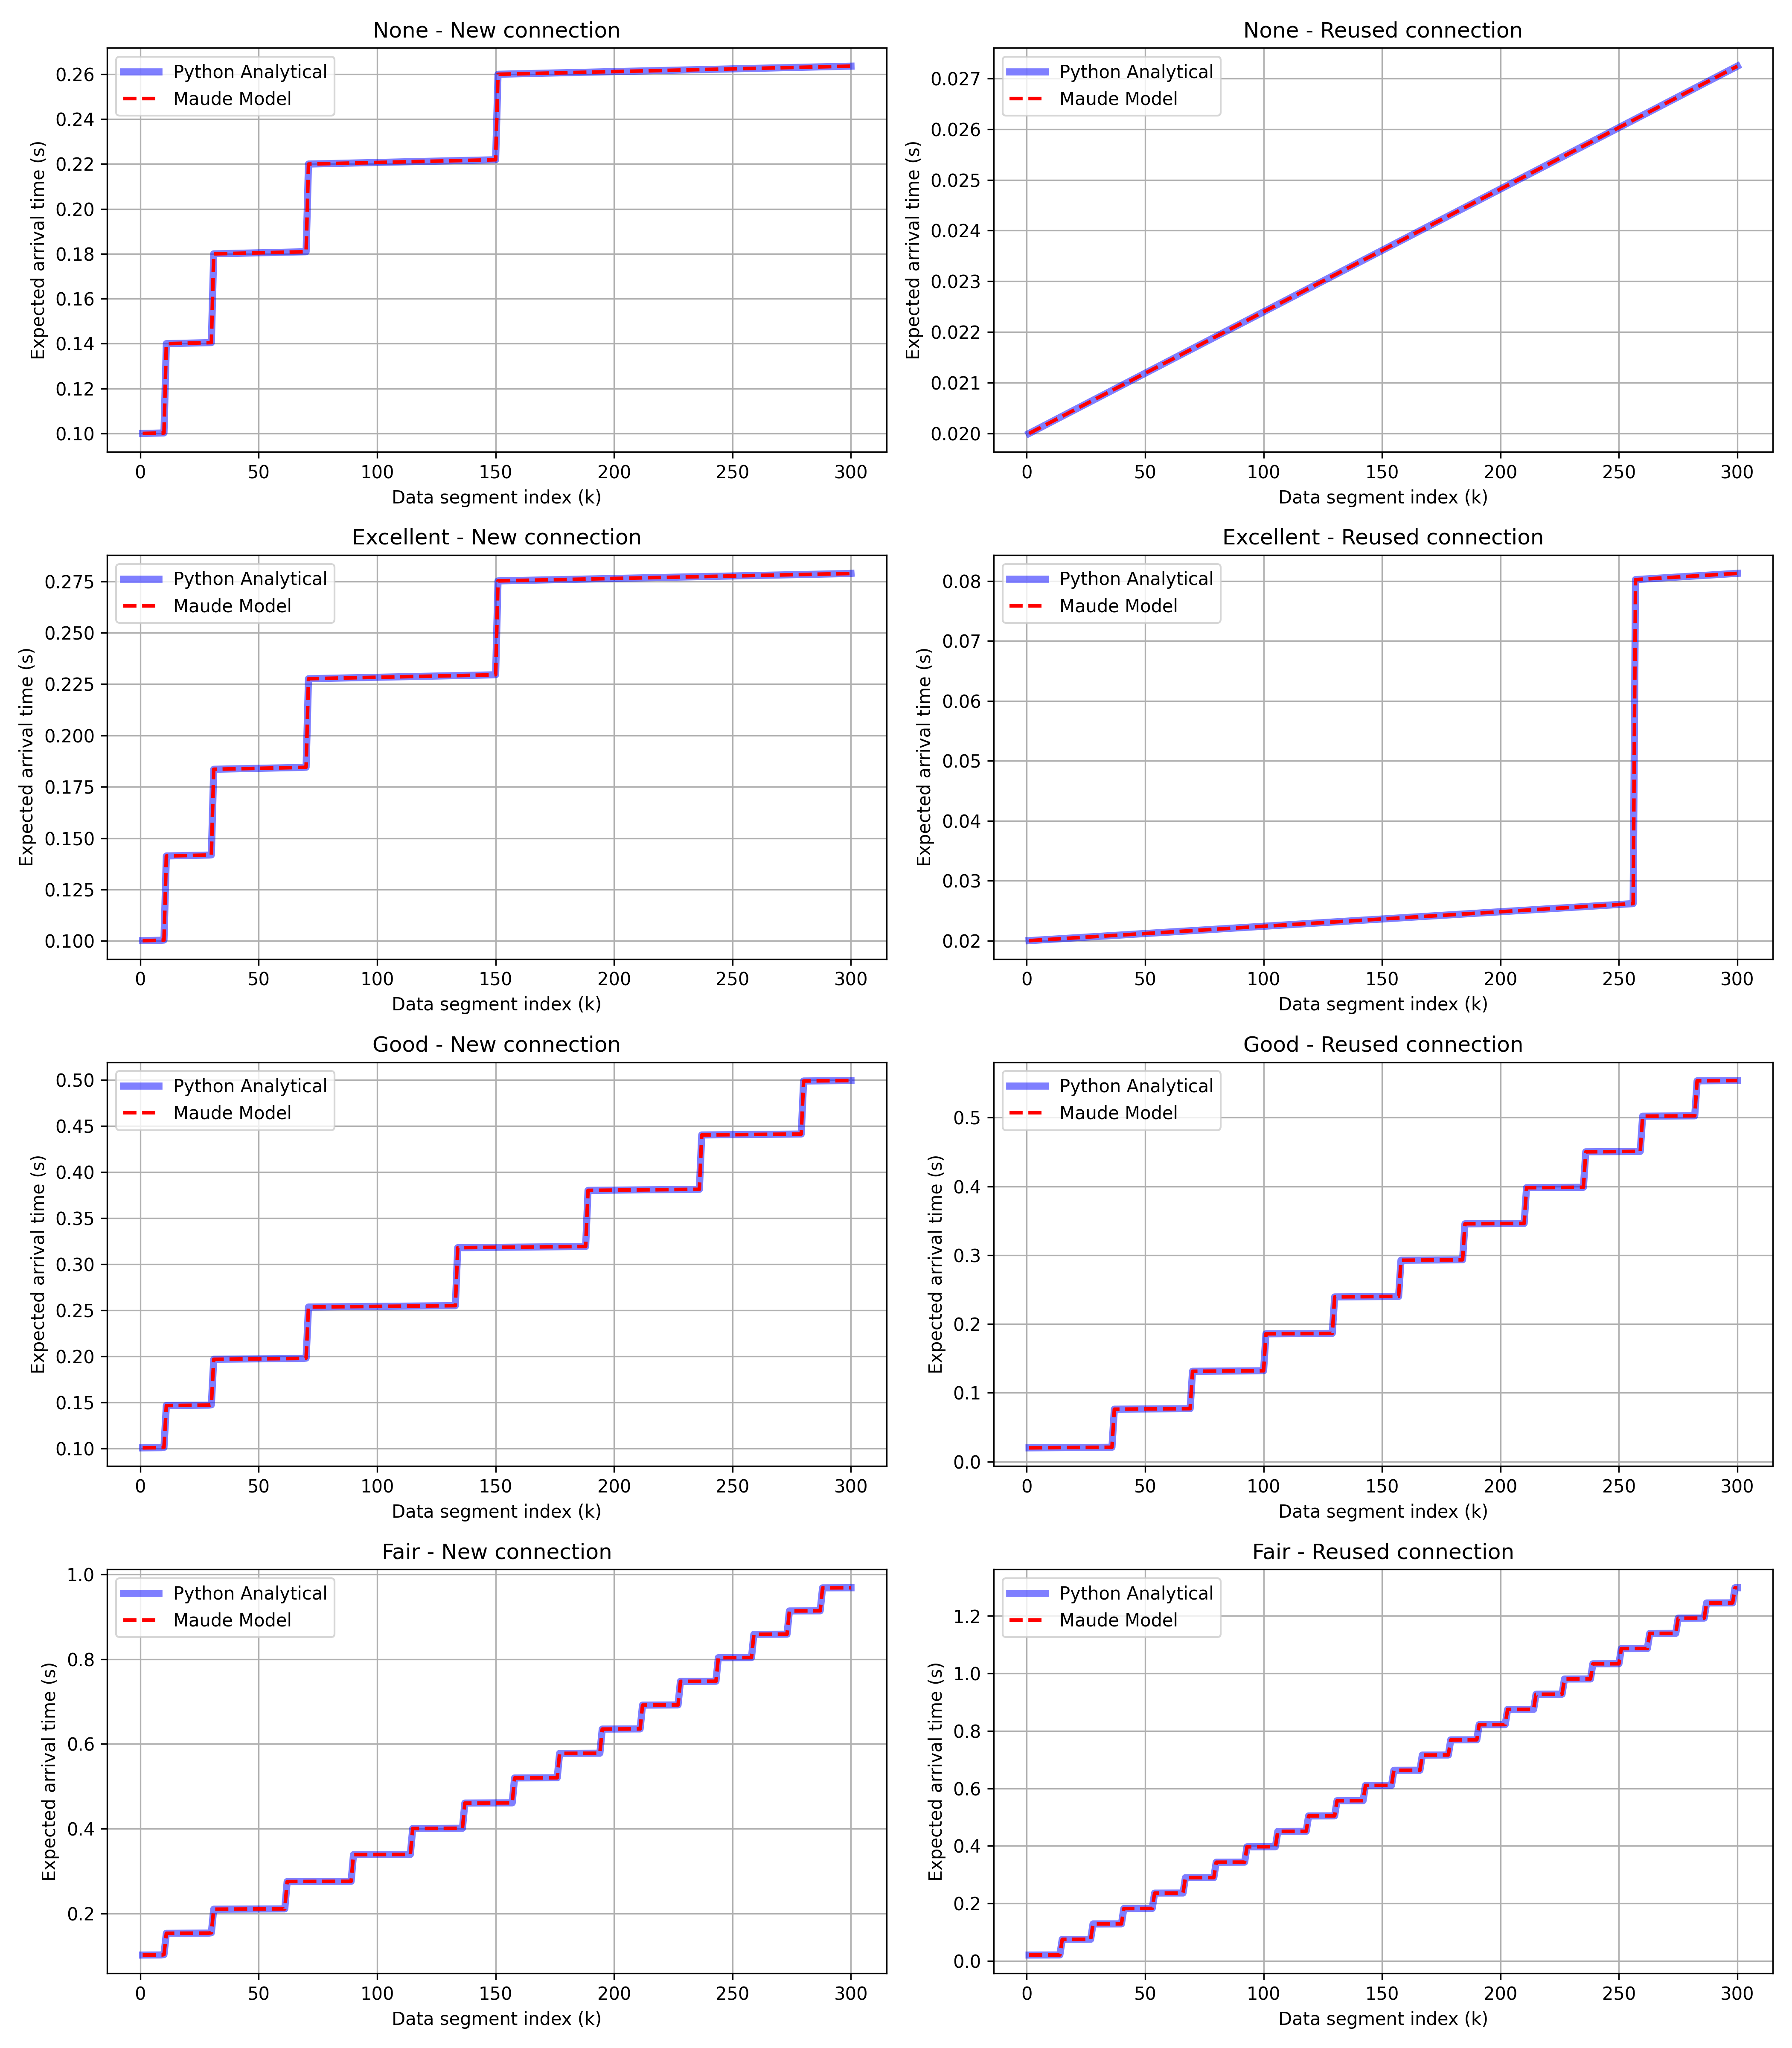 None - New connection
Expected arrival time (s)
0.26
0.24
0.22
0.20
0.18
0.16
0.14
0.12
0.10
Python Analytical
Maude Model
0 50 100 150 200 250 300
Data segment index (k)
None - Reused connection
Expected arrival time (s)
0.027
0.026
0.025
0.024
0.023
0.022
0.021
0.020
Python Analytical
Maude Model
0 50 100 150 200 250 300
Data segment index (k)
Excellent - New connection
Expected arrival time (s)
0.275
0.250
0.225
0.200
0.175
0.150
0.125
0.100
Python Analytical
Maude Model
0 50 100 150 200 250 300
Data segment index (k)
Excellent - Reused connection
Expected arrival time (s)
0.08
0.07
0.06
0.05
0.04
0.03
0.02
Python Analytical
Maude Model
0 50 100 150 200 250 300
Data segment index (k)
Good - New connection
Expected arrival time (s)
0.50
0.45
0.40
0.35
0.30
0.25
0.20
0.15
0.10
Python Analytical
Maude Model
0 50 100 150 200 250 300
Data segment index (k)
Good - Reused connection
Expected arrival time (s)
0.5
0.4
0.3
0.2
0.1
0.0
Python Analytical
Maude Model
0 50 100 150 200 250 300
Data segment index (k)
Fair - New connection
Expected arrival time (s)
1.0
0.8
0.6
0.4
0.2
Python Analytical
Maude Model
0 50 100 150 200 250 300
Data segment index (k)
Fair - Reused connection
Expected arrival time (s)
1.2
1.0
0.8
0.6
0.4
0.2
0.0
Python Analytical
Maude Model
0 50 100 150 200 250 300
Data segment index (k)